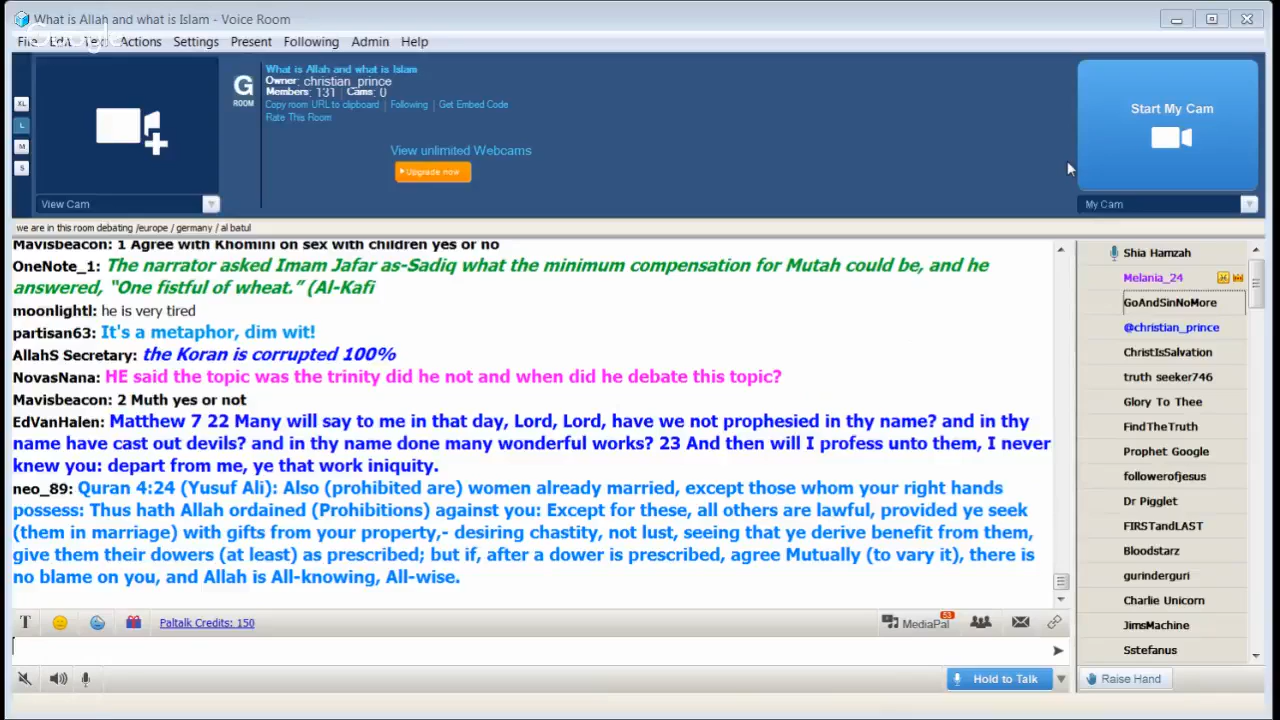 What is Allah and what is Islam - Voice Room
File Edit Text Actions Settings Present Following Admin Help
Google
XL
L
M
S
View Cam
G
ROOM
What is Allah and what is Islam
Owner: christian_prince
Members: 131 Cams: 0
Copy room URL to clipboard | Following | Get Embed Code
Rate This Room
View unlimited Webcams
Upgrade now
Start My Cam
My Cam
we are in this room debating /europe / germany / al batul
Mavisbeacon: 1 Agree with Khomini on sex with children yes or no
OneNote_1: The narrator asked Imam Jafar as-Sadiq what the minimum compensation for Mutah could be, and he
answered, “One fistful of wheat.” (Al-Kafi
moonlightl: he is very tired
partisan63: It's a metaphor, dim wit!
AllahS Secretary: the Koran is corrupted 100%
NovasNana: HE said the topic was the trinity did he not and when did he debate this topic?
Mavisbeacon: 2 Muth yes or not
EdVanHalen: Matthew 7 22 Many will say to me in that day, Lord, Lord, have we not prophesied in thy name? and in thy
name have cast out devils? and in thy name done many wonderful works? 23 And then will I profess unto them, I never
knew you: depart from me, ye that work iniquity.
neo_89: Quran 4:24 (Yusuf Ali): Also (prohibited are) women already married, except those whom your right hands
possess: Thus hath Allah ordained (Prohibitions) against you: Except for these, all others are lawful, provided ye seek
(them in marriage) with gifts from your property,- desiring chastity, not lust, seeing that ye derive benefit from them,
give them their dowers (at least) as prescribed; but if, after a dower is prescribed, agree Mutually (to vary it), there is
no blame on you, and Allah is All-knowing, All-wise.
Shia Hamzah
Melania_24
GoAndSinNoMore
@christian_prince
ChristIsSalvation
truth seeker746
Glory To Thee
FindTheTruth
Prophet Google
followerofjesus
Dr Pigglet
FIRSTandLAST
Bloodstarz
gurinderguri
Charlie Unicorn
JimsMachine
Sstefanus
T
Paltalk Credits: 150
MediaPal
53
Hold to Talk
Raise Hand